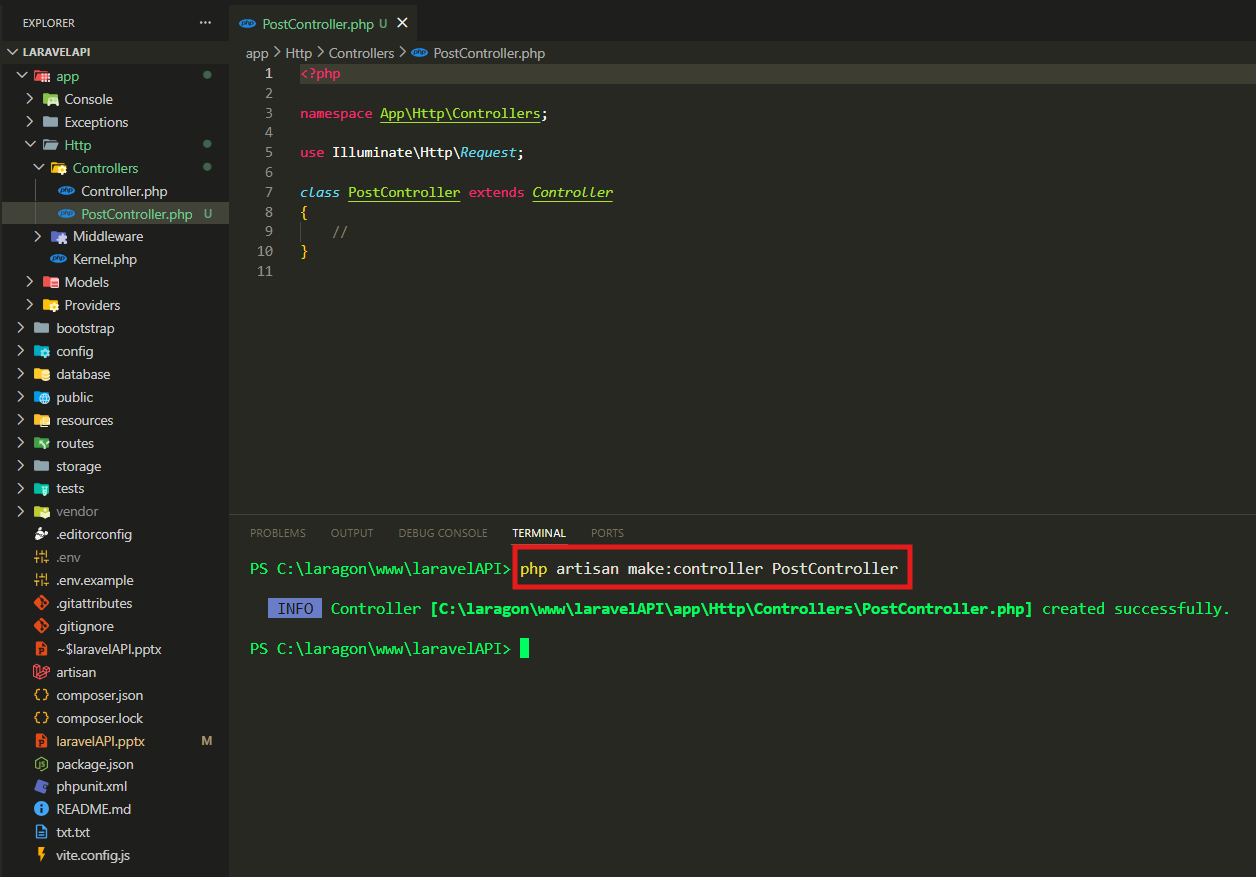 EXPLORER
LARAVELAPI
app
Console
Exceptions
Http
Controllers
Controller.php
PostController.php U
Middleware
Kernel.php
Models
Providers
bootstrap
config
database
public
resources
routes
storage
tests
vendor
.editorconfig
.env
.env.example
.gitattributes
.gitignore
~$laravelAPI.pptx
artisan
composer.json
composer.lock
laravelAPI.pptx M
package.json
phpunit.xml
README.md
txt.txt
vite.config.js
php PostController.php U
app > Http > Controllers > php PostController.php
1 <?php
2
3 namespace App\Http\Controllers;
4
5 use Illuminate\Http\Request;
6
7 class PostController extends Controller
8 {
9 //
10 }
11
PROBLEMS OUTPUT DEBUG CONSOLE TERMINAL PORTS
PS C:\laragon\www\laravelAPI> php artisan make:controller PostController
INFO Controller [C:\laragon\www\laravelAPI\app\Http\Controllers\PostController.php] created successfully.
PS C:\laragon\www\laravelAPI>